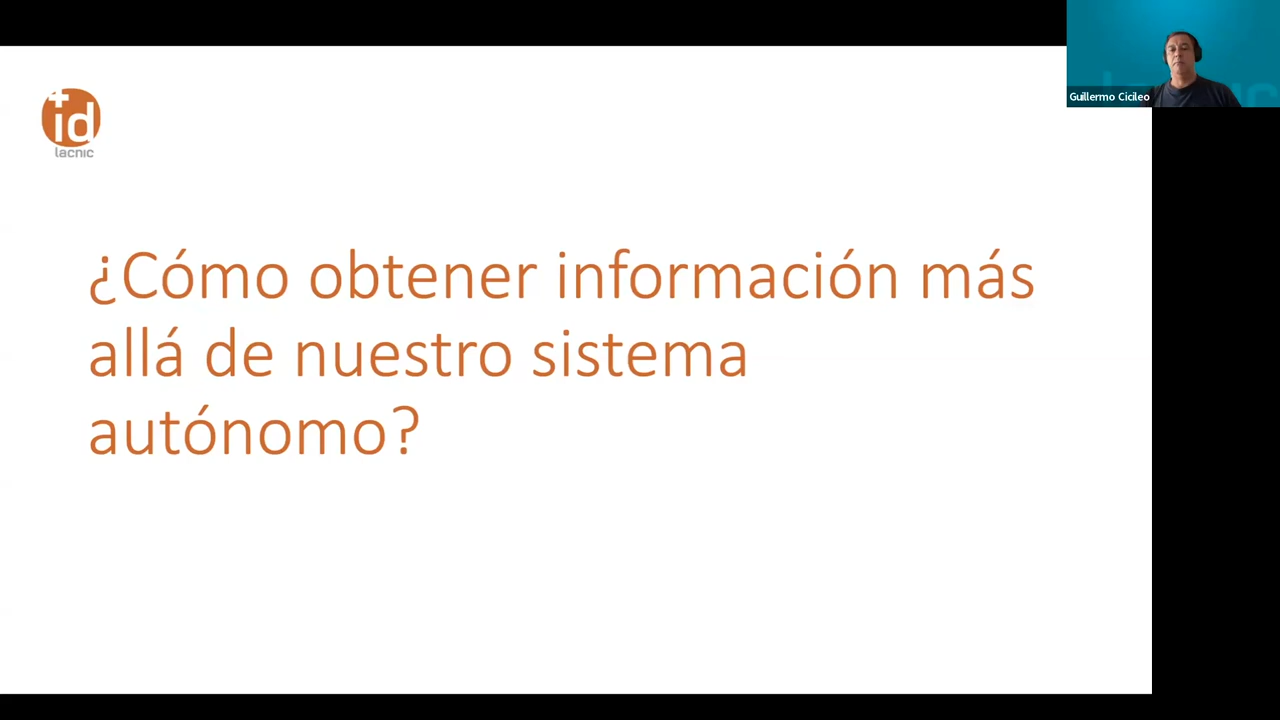 +id
lacnic
Guillermo Cicileo
¿Cómo obtener información más
allá de nuestro sistema
autónomo?